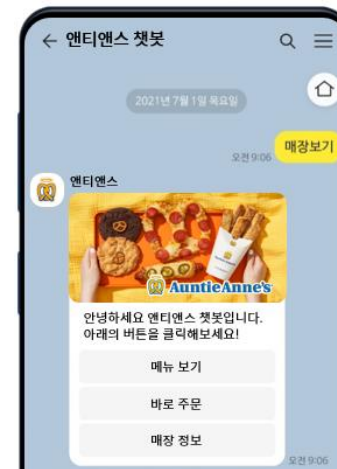 앤티앤스 챗봇
2021년 7월 1일 목요일
매장보기
오전 9:06
앤티앤스
Auntie Anne's
안녕하세요 앤티앤스 챗봇입니다.
아래의 버튼을 클릭해보세요!
메뉴 보기
바로 주문
매장 정보
오전 9:06